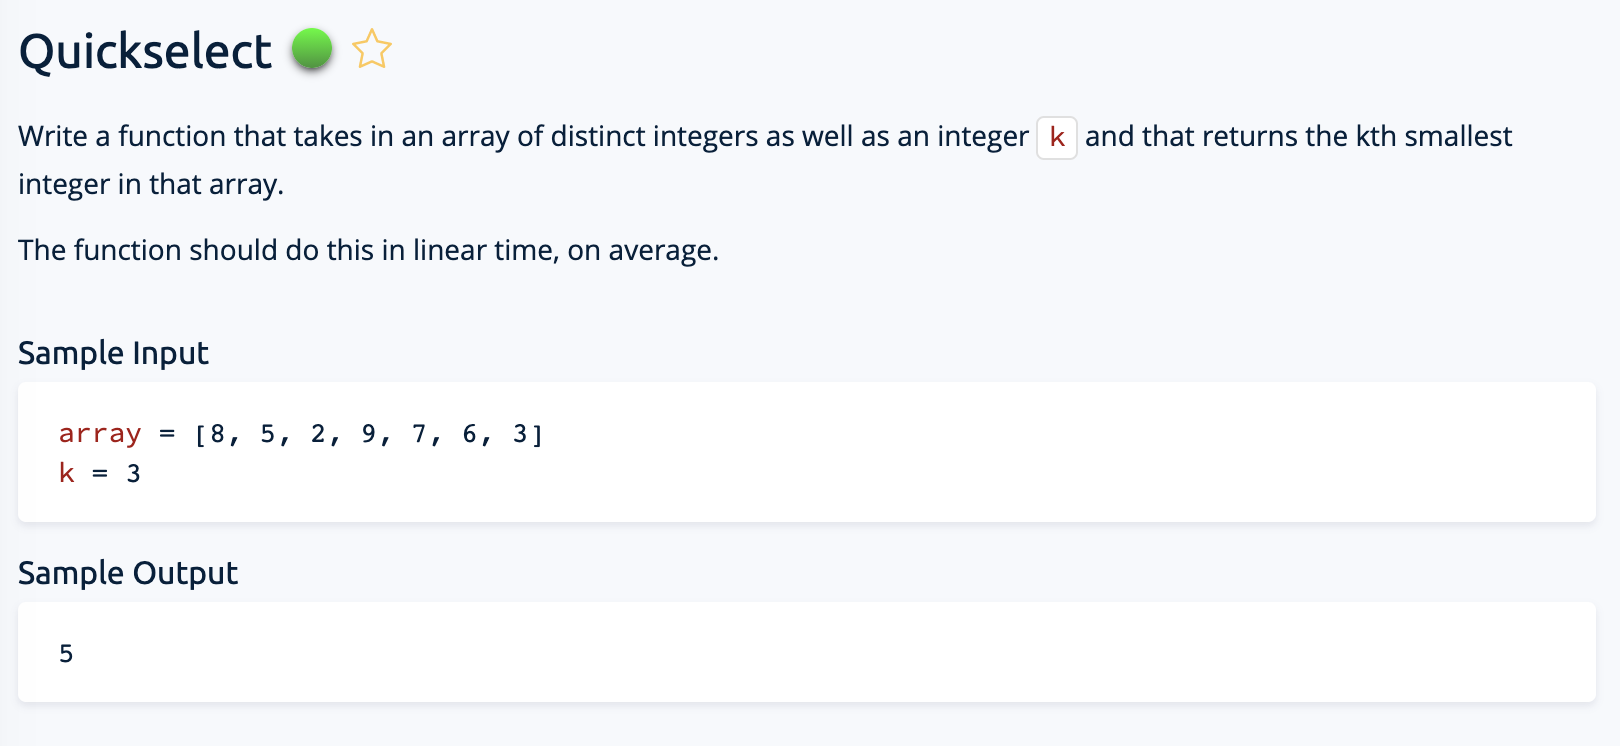 Quickselect
Write a function that takes in an array of distinct integers as well as an integer k and that returns the kth smallest
integer in that array.
The function should do this in linear time, on average.
Sample Input
array = [8, 5, 2, 9, 7, 6, 3]
k = 3
Sample Output
5